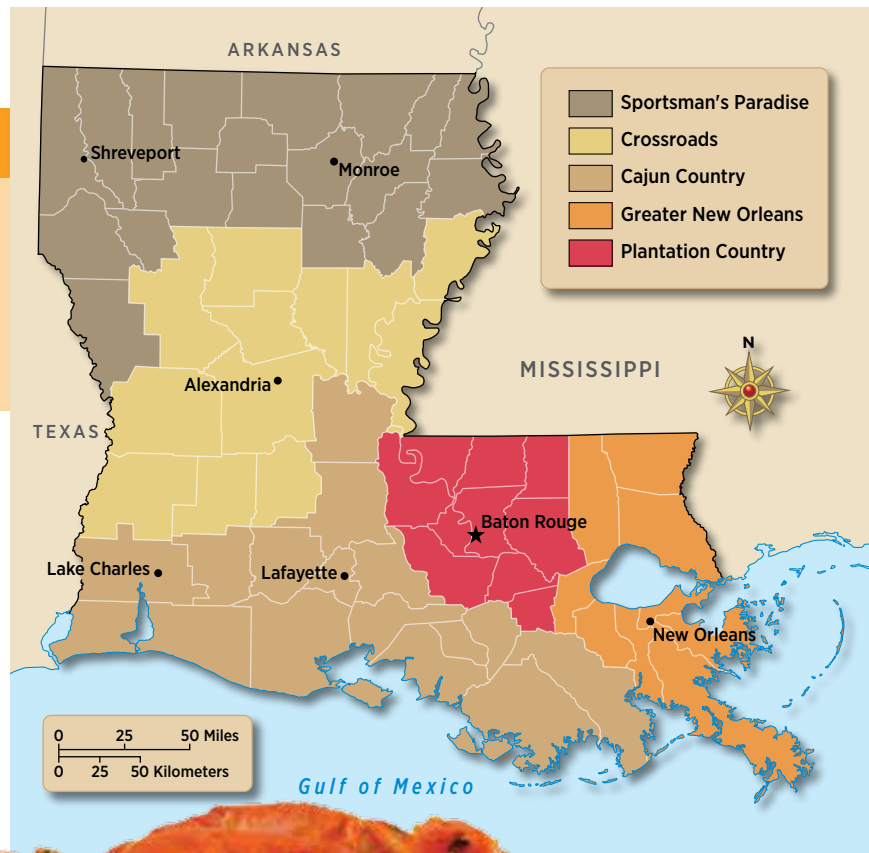 ARKANSAS
Sportsman's Paradise
Crossroads
Cajun Country
Greater New Orleans
Plantation Country
Shreveport
Monroe
N
MISSISSIPPI
Alexandria
TEXAS
Baton Rouge
Lake Charles
Lafayette
New Orleans
0 25 50 Miles
0 25 50 Kilometers
Gulf of Mexico